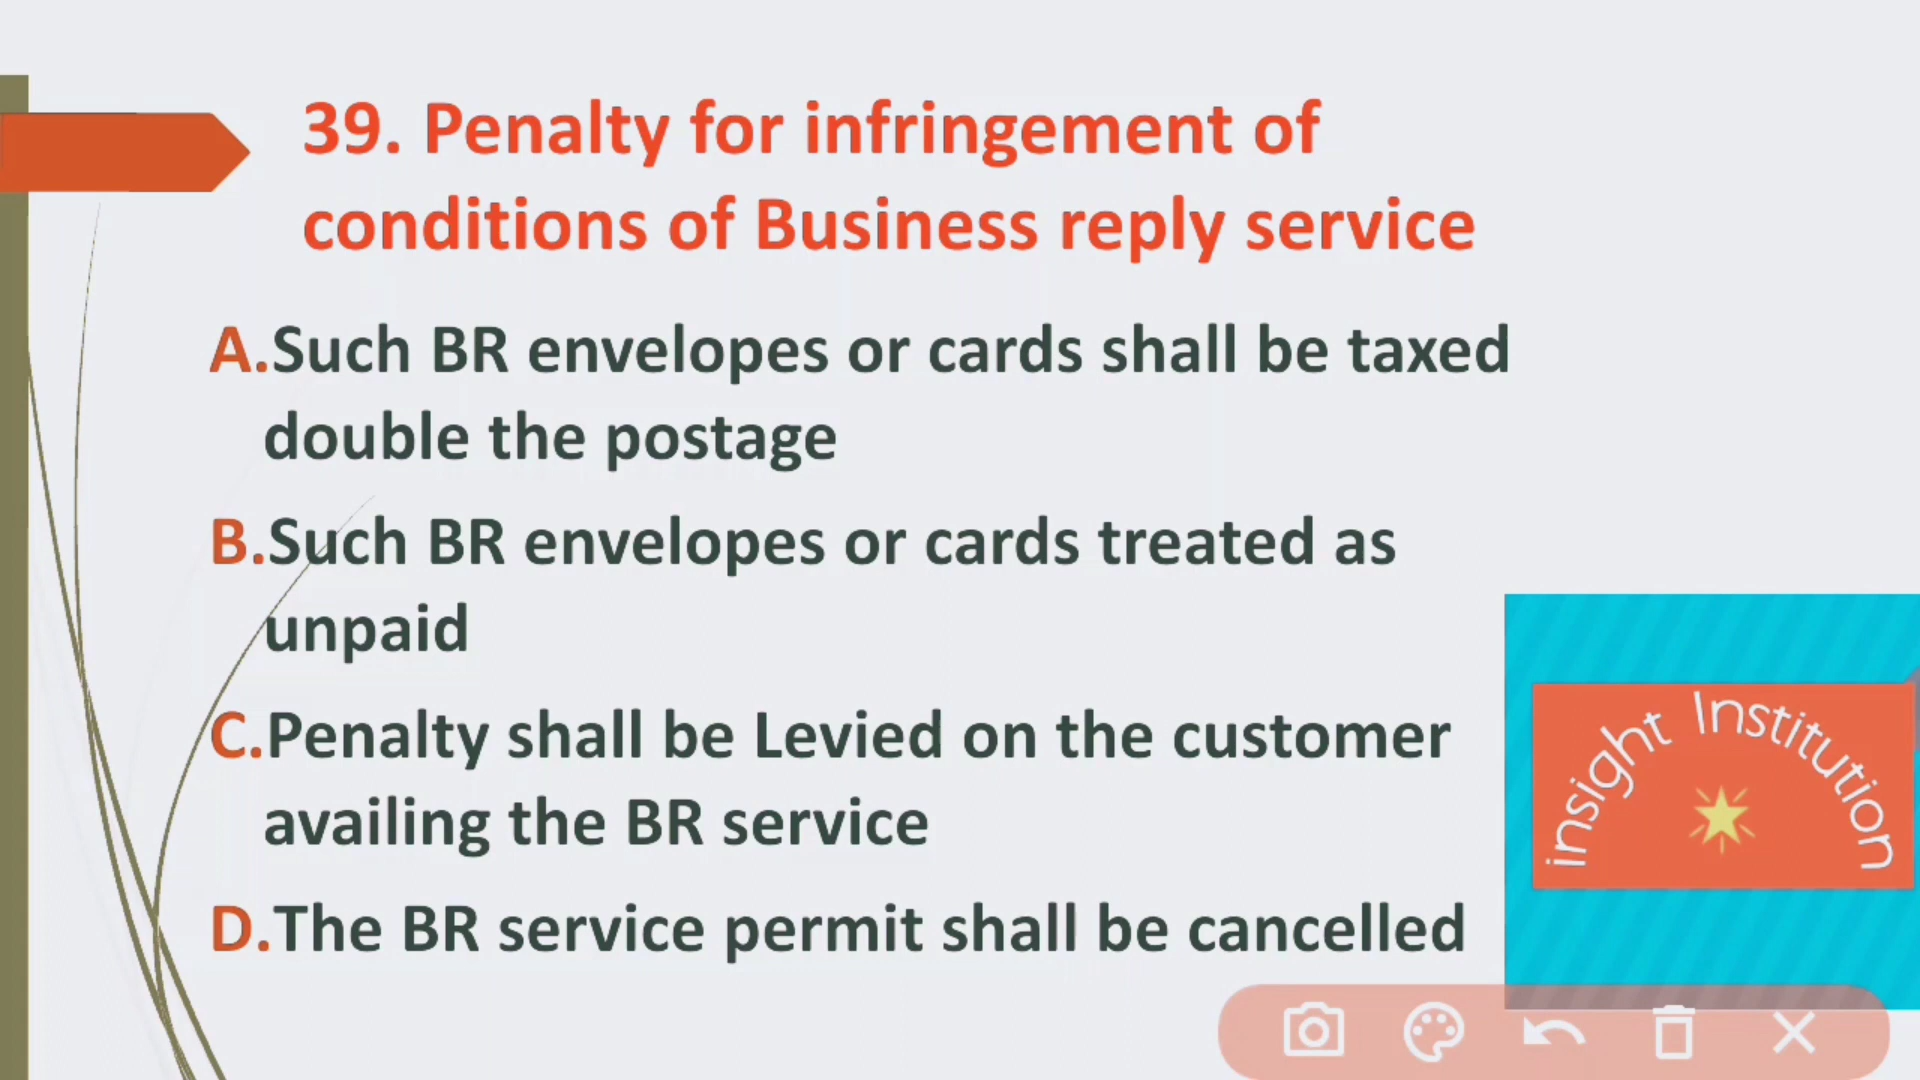 39. Penalty for infringement of
conditions of Business reply service
A.Such BR envelopes or cards shall be taxed
double the postage
B.Such BR envelopes or cards treated as
unpaid
C.Penalty shall be Levied on the customer
availing the BR service
D.The BR service permit shall be cancelled
insight Institution